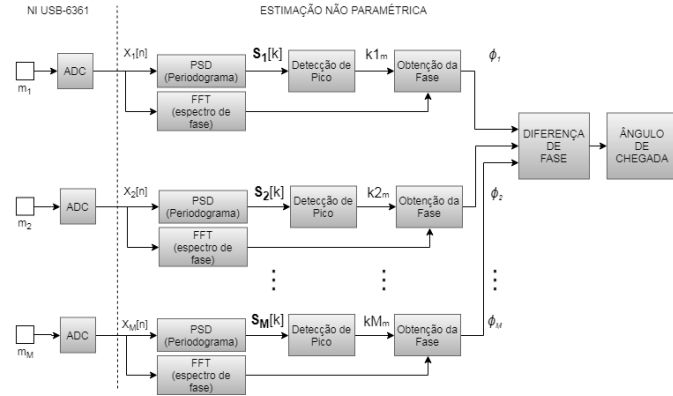 NI USB-6361
ESTIMAÇÃO NÃO PARAMÉTRICA
m1
ADC
X1[n]
PSD
(Periodograma)
S1[k]
Detecção de
Pico
k1m
Obtenção da
Fase
ϕ1
FFT
(espectro de
fase)
DIFERENÇA
DE
FASE
ÂNGULO
DE
CHEGADA
m2
ADC
X2[n]
PSD
(Periodograma)
S2[k]
Detecção de
Pico
k2m
Obtenção da
Fase
ϕ2
FFT
(espectro de
fase)
mM
ADC
XM[n]
PSD
(Periodograma)
SM[k]
Detecção de
Pico
kMm
Obtenção da
Fase
ϕM
FFT
(espectro de
fase)